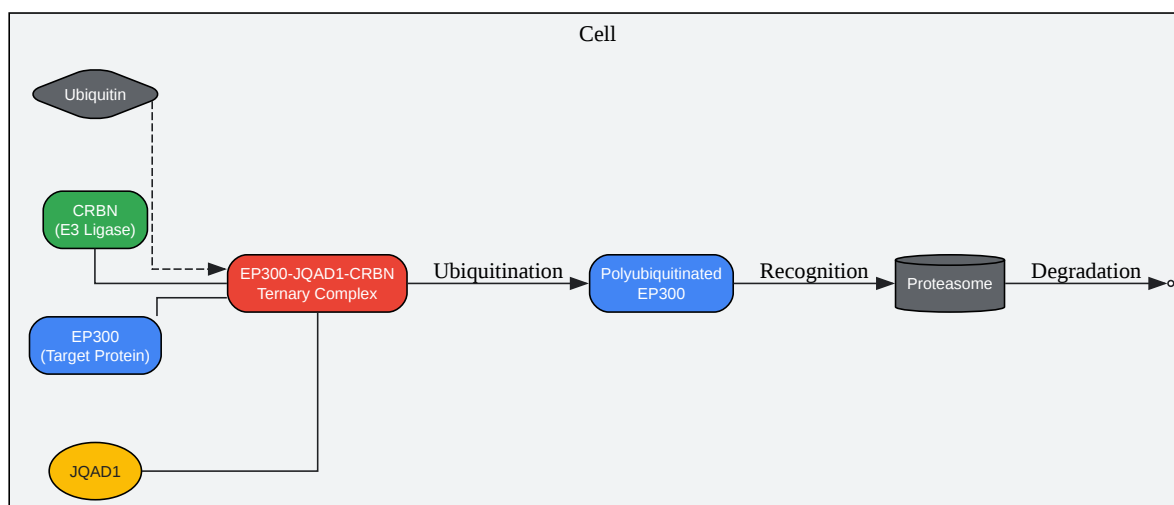 Cell
Ubiquitin
CRBN
(E3 Ligase)
EP300-JQAD1-CRBN
Ternary Complex
Ubiquitination
Polyubiquitinated
EP300
Recognition
Proteasome
Degradation
EP300
(Target Protein)
JQAD1